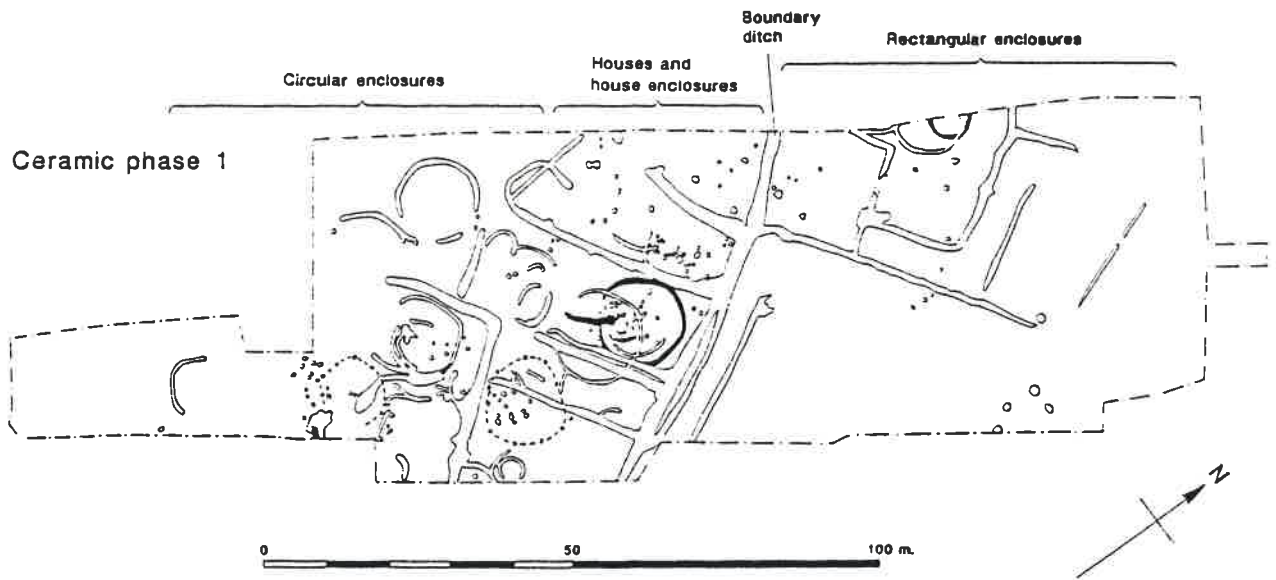 Boundary
ditch
Rectangular enclosures
Houses and
house enclosures
Circular enclosures
Ceramic phase 1
N
0 50 100 m.